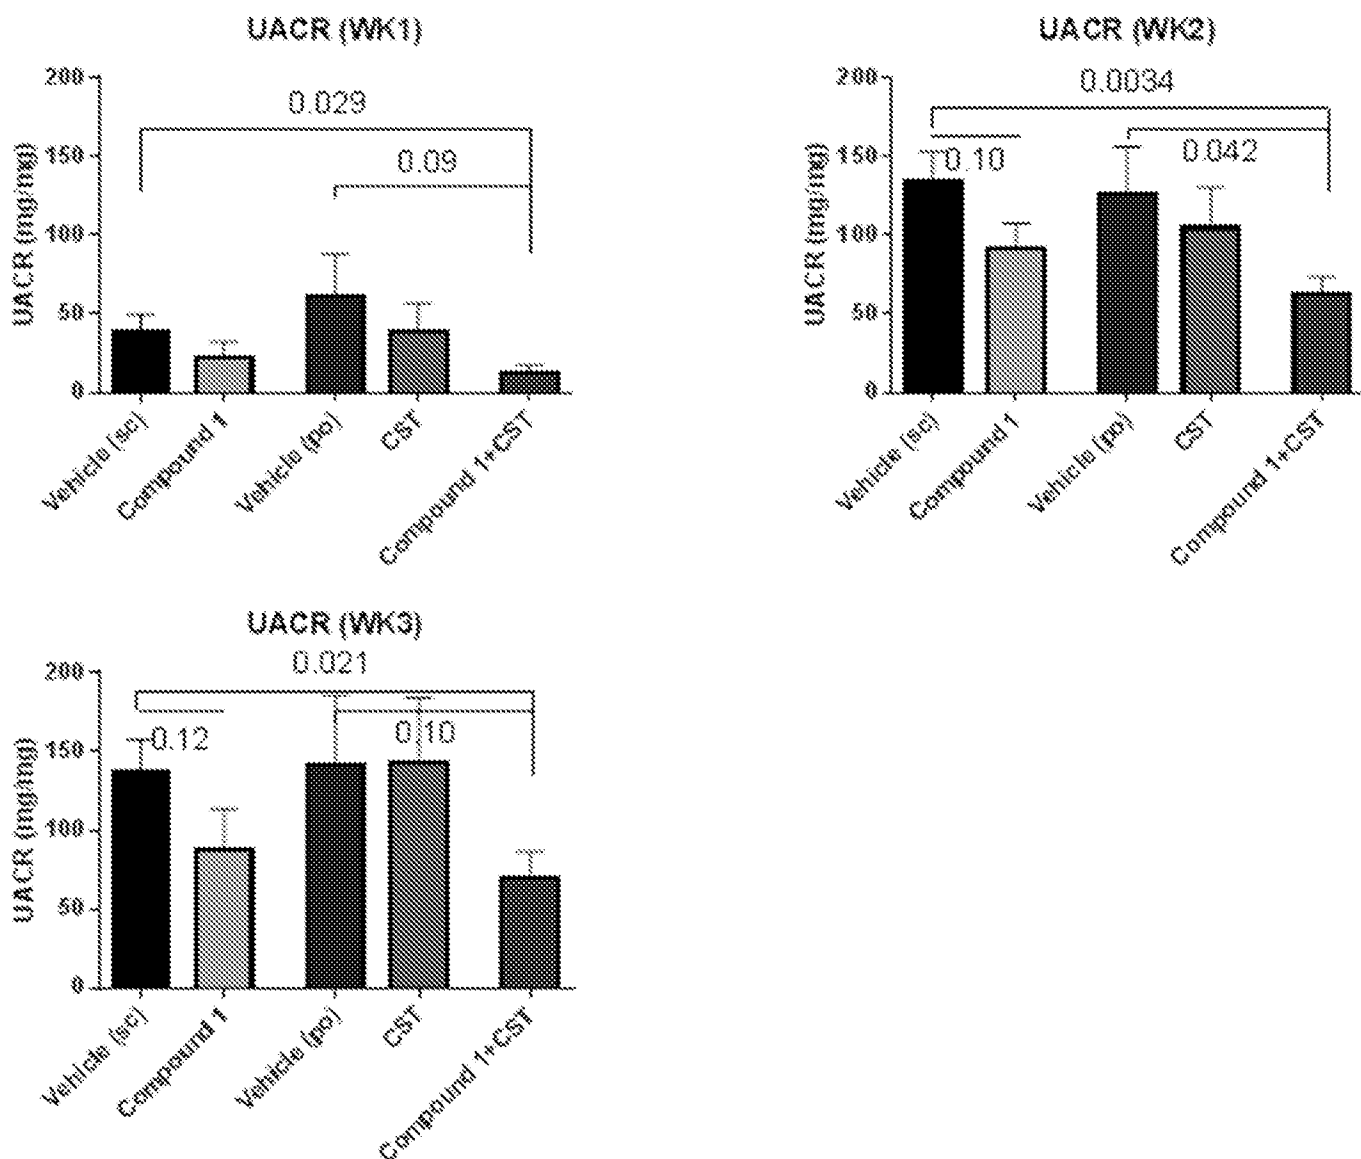 UACR (WK1)
UACR (mg/mg)
200
150
100
50
0
0.029
0.09
Vehicle (sc)
Compound 1
Vehicle (po)
CST
Compound 1+CST
UACR (WK2)
UACR (mg/mg)
200
150
100
50
0
0.0034
0.10
0.042
Vehicle (sc)
Compound 1
Vehicle (po)
CST
Compound 1+CST
UACR (WK3)
UACR (mg/mg)
200
150
100
50
0
0.021
0.12
0.10
Vehicle (sc)
Compound 1
Vehicle (po)
CST
Compound 1+CST